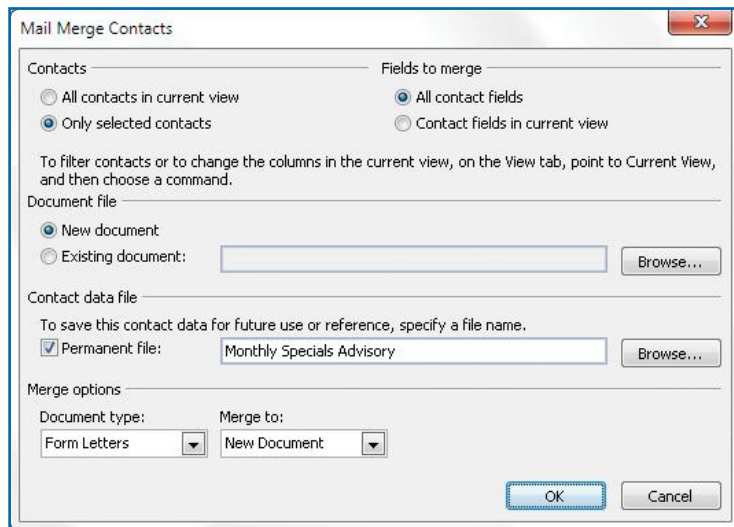 Mail Merge Contacts
Contacts
All contacts in current view
Only selected contacts
Fields to merge
All contact fields
Contact fields in current view
To filter contacts or to change the columns in the current view, on the View tab, point to Current View,
and then choose a command.
Document file
New document
Existing document:
Browse...
Contact data file
To save this contact data for future use or reference, specify a file name.
Permanent file: Monthly Specials Advisory Browse...
Merge options
Document type: Merge to:
Form Letters New Document
OK Cancel